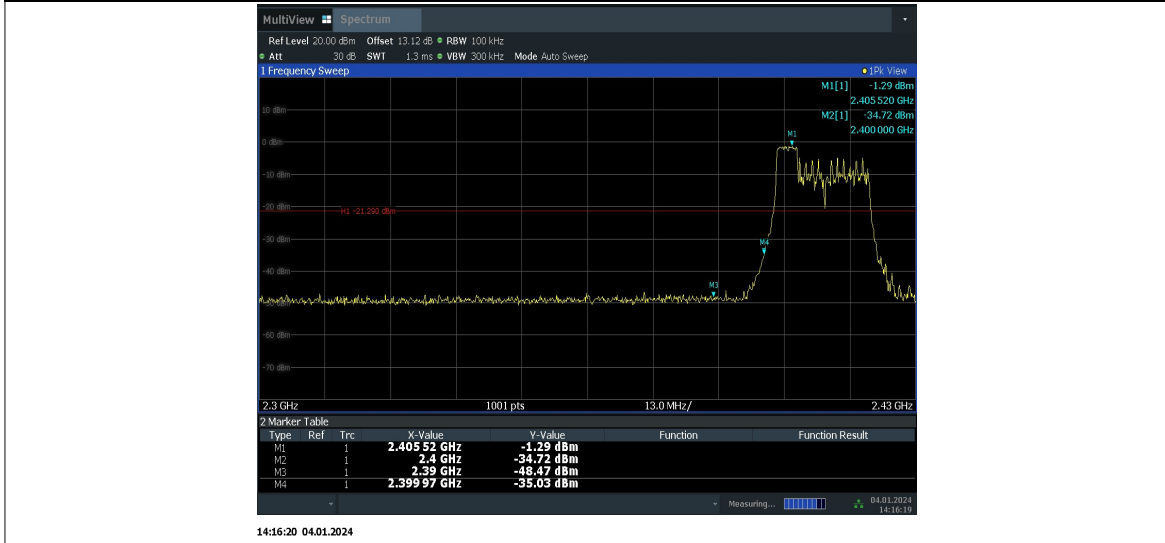 MultiView Spectrum
Ref Level 20.00 dBm Offset 13.12 dB RBW 100 kHz
Att 30 dB SWT 1.3 ms VBW 300 kHz Mode Auto Sweep
1 Frequency Sweep 1Pk View
M1[1] -1.29 dBm
2.405 520 GHz
M2[1] -34.72 dBm
2.400 000 GHz
10 dBm
M1
0 dBm
-10 dBm
-20 dBm
H1 -21.290 dBm
-30 dBm
M4
-40 dBm
M3
-50 dBm
-60 dBm
-70 dBm
2.3 GHz 1001 pts 13.0 MHz/ 2.43 GHz
2 Marker Table
Type Ref Trc X-Value Y-Value Function Function Result
M1 1 2.405 52 GHz -1.29 dBm
M2 1 2.4 GHz -34.72 dBm
M3 1 2.39 GHz -48.47 dBm
M4 1 2.399 97 GHz -35.03 dBm
Measuring... 04.01.2024
14:16:19
14:16:20 04.01.2024